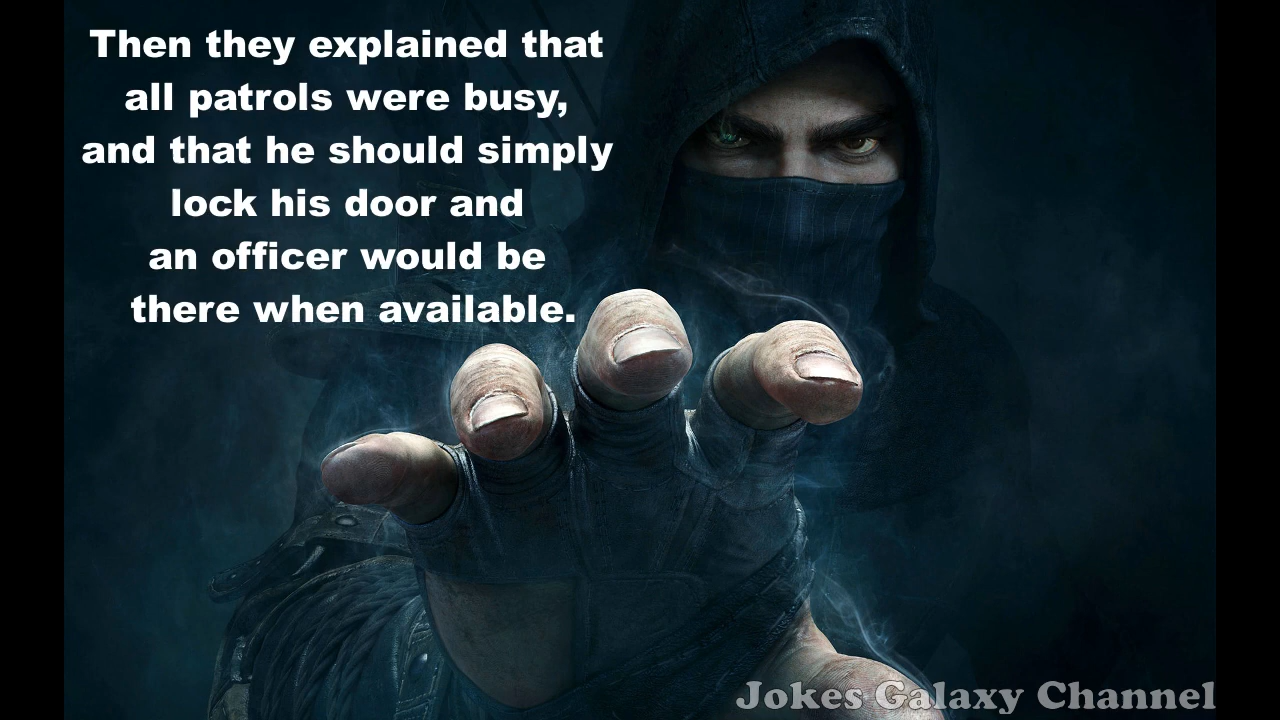 Then they explained that
all patrols were busy,
and that he should simply
lock his door and
an officer would be
there when available.
Jokes Galaxy Channel